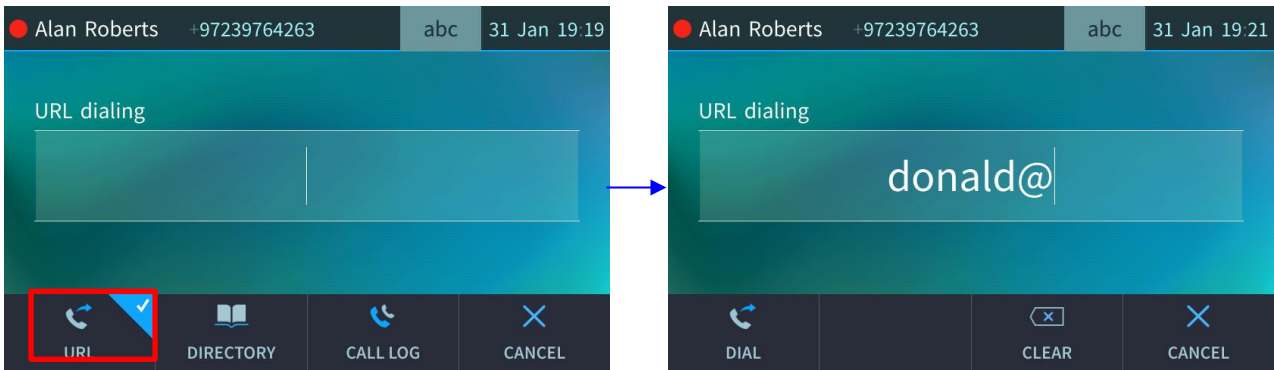 Alan Roberts +97239764263 abc 31 Jan 19:19
URL dialing
URL DIRECTORY CALL LOG CANCEL
Alan Roberts +97239764263 abc 31 Jan 19:21
URL dialing
donald@
DIAL CLEAR CANCEL